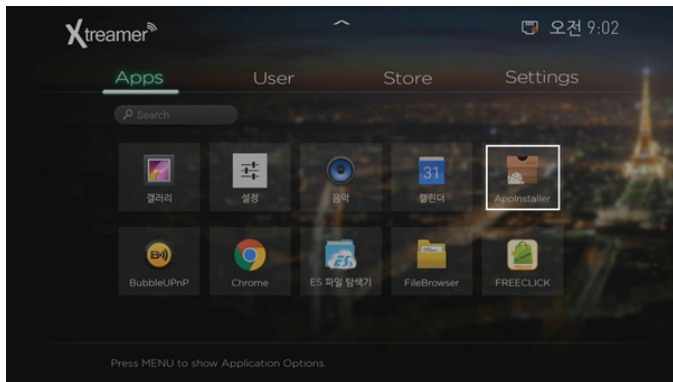 Xtreamer
오전 9:02
Apps User Store Settings
Search
갤러리 설정 음악 31 캘린더 AppInstaller
BubbleUPnP Chrome ES 파일 탐색기 FileBrowser FREECLICK
Press MENU to show Application Options.